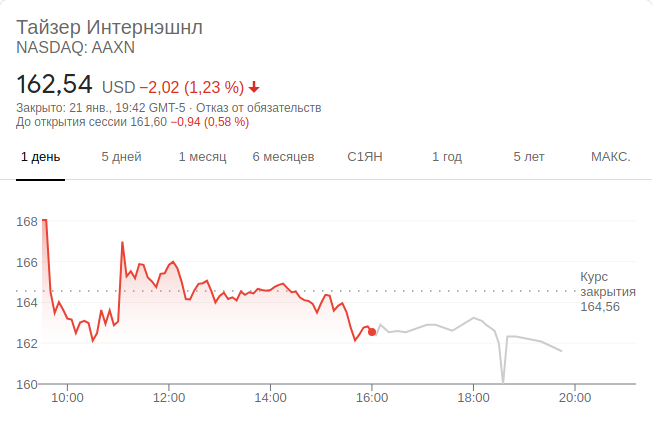 Тайзер Интернэшнл
NASDAQ: AAXN
162,54 USD −2,02 (1,23 %)
Закрыто: 21 янв., 19:42 GMT-5 · Отказ от обязательств
До открытия сессии 161,60 −0,94 (0,58 %)
1 день 5 дней 1 месяц 6 месяцев С1ЯН 1 год 5 лет МАКС.
168
166
Курс
закрытия
164,56
164
162
160
10:00 12:00 14:00 16:00 18:00 20:00